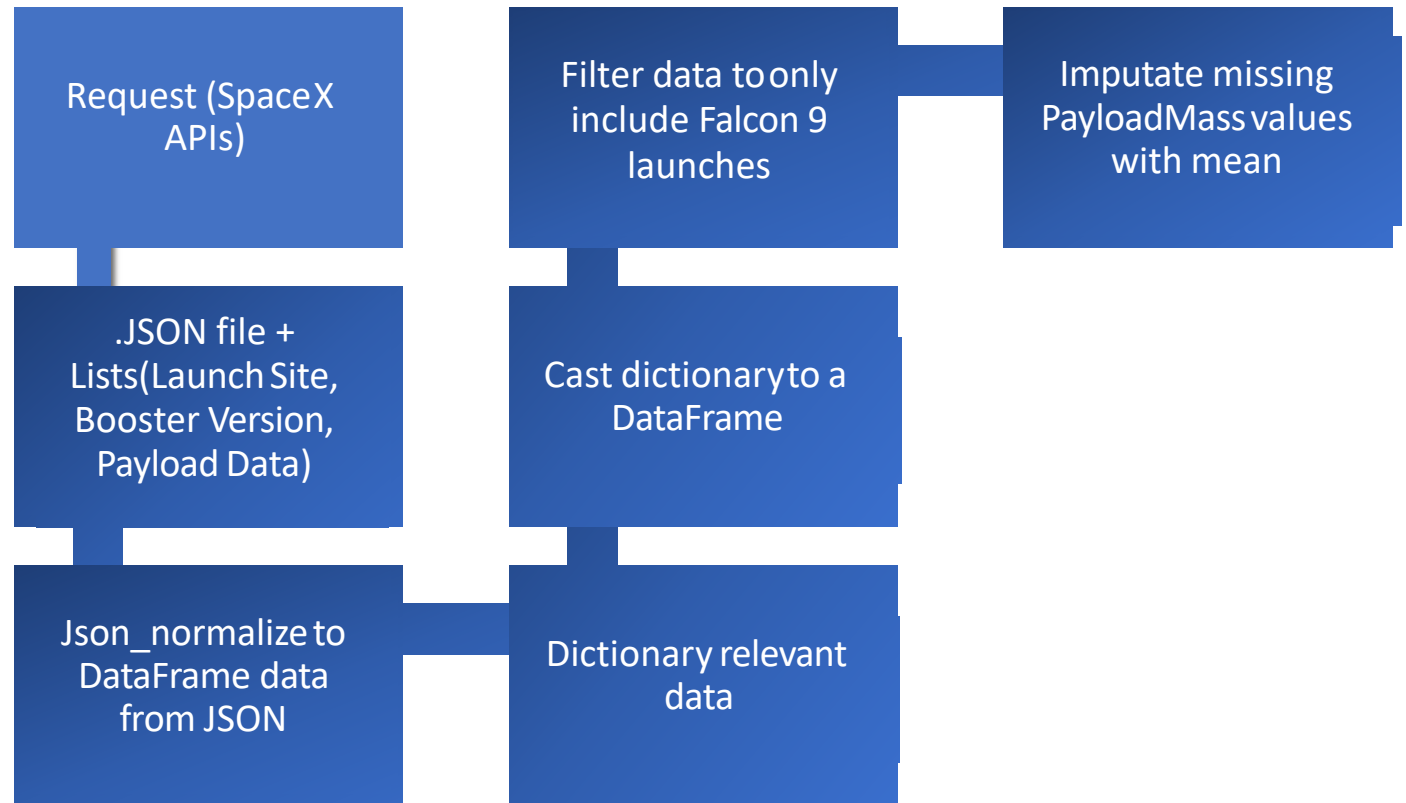 Request (SpaceX
APIs)
.JSON file +
Lists(Launch Site,
Booster Version,
Payload Data)
Json_normalize to
DataFrame data
from JSON
Dictionary relevant
data
Cast dictionary to a
DataFrame
Filter data to only
include Falcon 9
launches
Imputate missing
PayloadMass values
with mean